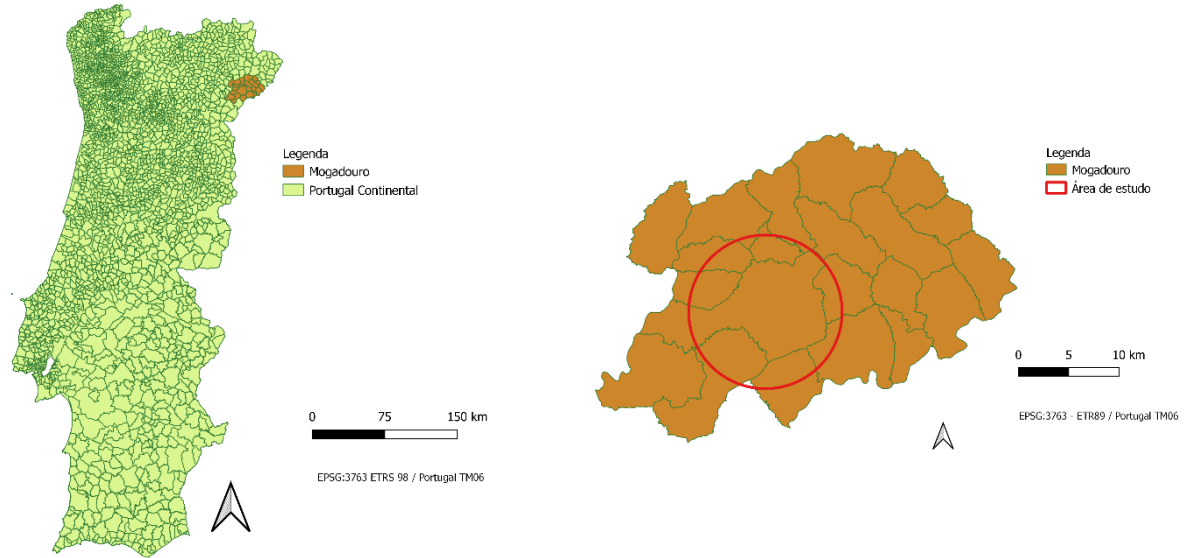 Legenda
Mogadouro
Portugal Continental
0 75 150 km
EPSG:3763 ETRS 98 / Portugal TM06
Legenda
Mogadouro
Área de estudo
0 5 10 km
EPSG:3763 - ETR89 / Portugal TM06